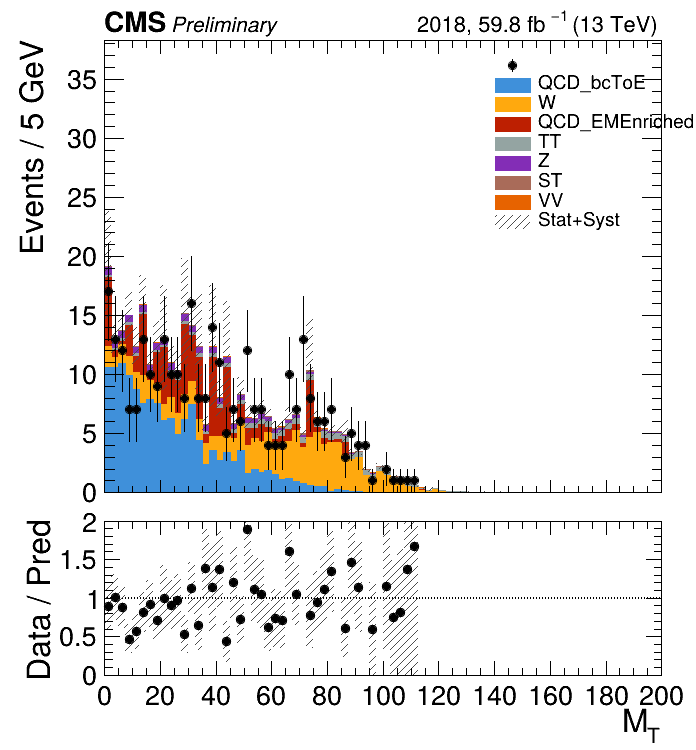 CMS Preliminary 2018, 59.8 fb⁻¹ (13 TeV)
Events / 5 GeV
35
30
25
20
15
10
5
0
QCD_bcToE
W
QCD_EMEnriched
TT
Z
ST
VV
Stat+Syst
Data / Pred
2
1.5
1
0.5
0
0 20 40 60 80 100 120 140 160 180 200
M_T